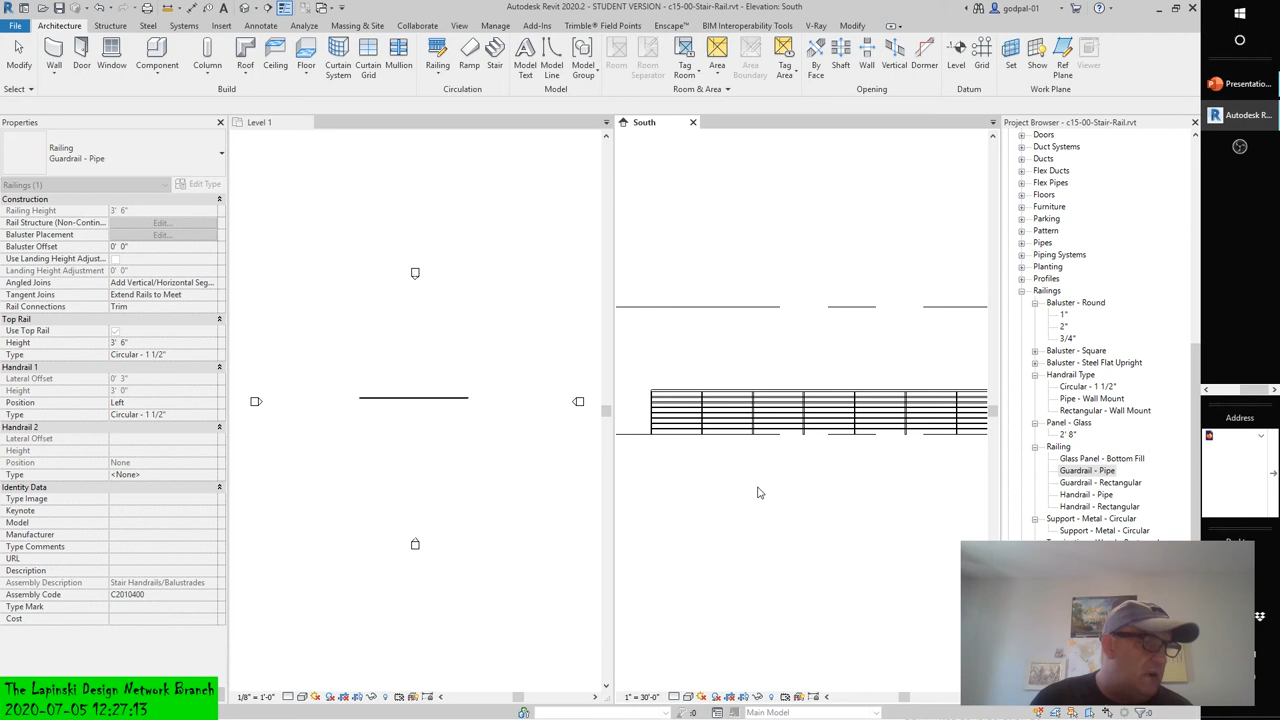 Autodesk Revit 2020.2 - STUDENT VERSION - c15-00-Stair-Rail.rvt - Elevation: South
godpal-01
File Architecture Structure Steel Systems Insert Annotate Analyze Massing & Site Collaborate View Manage Add-Ins Trimble® Field Points Enscape™ BIM Interoperability Tools V-Ray Modify
Modify Wall Door Window Component Column Roof Ceiling Floor Curtain System Curtain Grid Mullion Railing Ramp Stair Model Text Model Line Model Group Room Room Separator Tag Room Area Area Boundary Tag Area By Face Shaft Wall Vertical Dormer Level Grid Set Show Ref Plane Viewer
Select Build Circulation Model Room & Area Opening Datum Work Plane
Presentatio...
Autodesk R...
Properties
Railing
Guardrail - Pipe
Railings (1) Edit Type
Construction
Railing Height 3' 6"
Rail Structure (Non-Contin... Edit...
Baluster Placement Edit...
Baluster Offset 0' 0"
Use Landing Height Adjust...
Landing Height Adjustment 0' 0"
Angled Joins Add Vertical/Horizontal Seg...
Tangent Joins Extend Rails to Meet
Rail Connections Trim
Top Rail
Use Top Rail
Height 3' 6"
Type Circular - 1 1/2"
Handrail 1
Lateral Offset 0' 3"
Height 3' 0"
Position Left
Type Circular - 1 1/2"
Handrail 2
Lateral Offset
Height
Position None
Type <None>
Identity Data
Type Image
Keynote
Model
Manufacturer
Type Comments
URL
Description
Assembly Description Stair Handrails/Balustrades
Assembly Code C2010400
Type Mark
Cost
Level 1
South
1/8" = 1'-0"
1" = 30'-0"
Project Browser - c15-00-Stair-Rail.rvt
Doors
Duct Systems
Ducts
Flex Ducts
Flex Pipes
Floors
Furniture
Parking
Pattern
Pipes
Piping Systems
Planting
Profiles
Railings
Baluster - Round
1"
2"
3/4"
Baluster - Square
Baluster - Steel Flat Upright
Handrail Type
Circular - 1 1/2"
Pipe - Wall Mount
Rectangular - Wall Mount
Panel - Glass
2' 8"
Railing
Glass Panel - Bottom Fill
Guardrail - Pipe
Guardrail - Rectangular
Handrail - Pipe
Handrail - Rectangular
Support - Metal - Circular
Support - Metal - Circular
Address
:0
Main Model
:0
The Lapinski Design Network Branch
2020-07-05 12:27:13